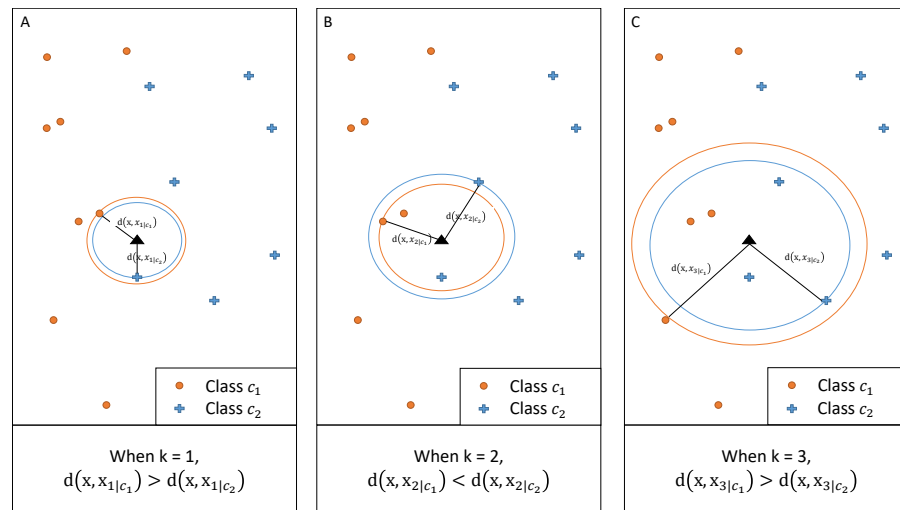 A
d(x, x₁|c₁)
d(x, x₁|c₂)
Class c₁
Class c₂
When k = 1,
d(x, x₁|c₁) > d(x, x₁|c₂)
B
d(x, x₂|c₂)
d(x, x₂|c₁)
Class c₁
Class c₂
When k = 2,
d(x, x₂|c₁) < d(x, x₂|c₂)
C
d(x, x₃|c₁)
d(x, x₃|c₂)
Class c₁
Class c₂
When k = 3,
d(x, x₃|c₁) > d(x, x₃|c₂)